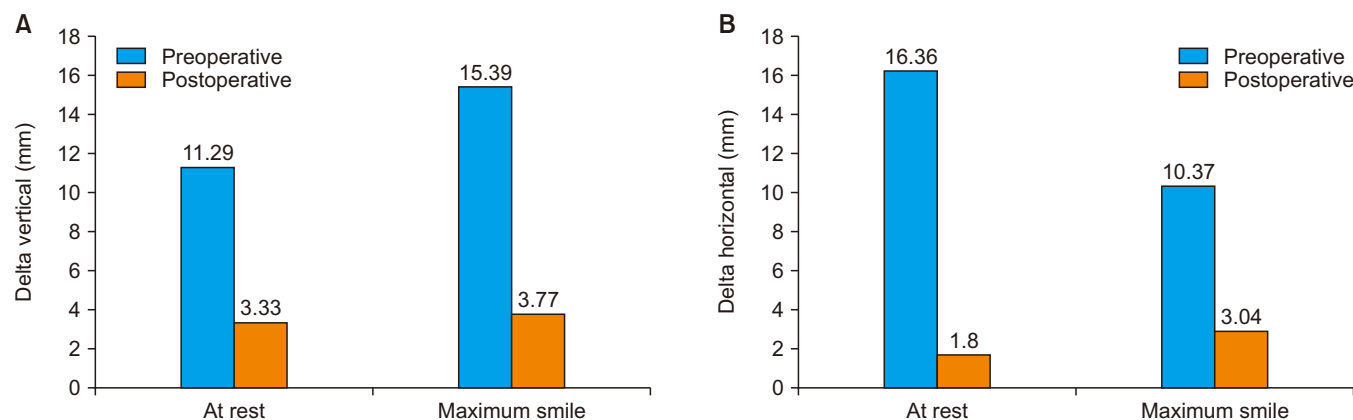 A
Delta vertical (mm)
18
16
14
12
10
8
6
4
2
0
Preoperative
Postoperative
11.29
3.33
15.39
3.77
At rest
Maximum smile
B
Delta horizontal (mm)
18
16
14
12
10
8
6
4
2
0
Preoperative
Postoperative
16.36
1.8
10.37
3.04
At rest
Maximum smile